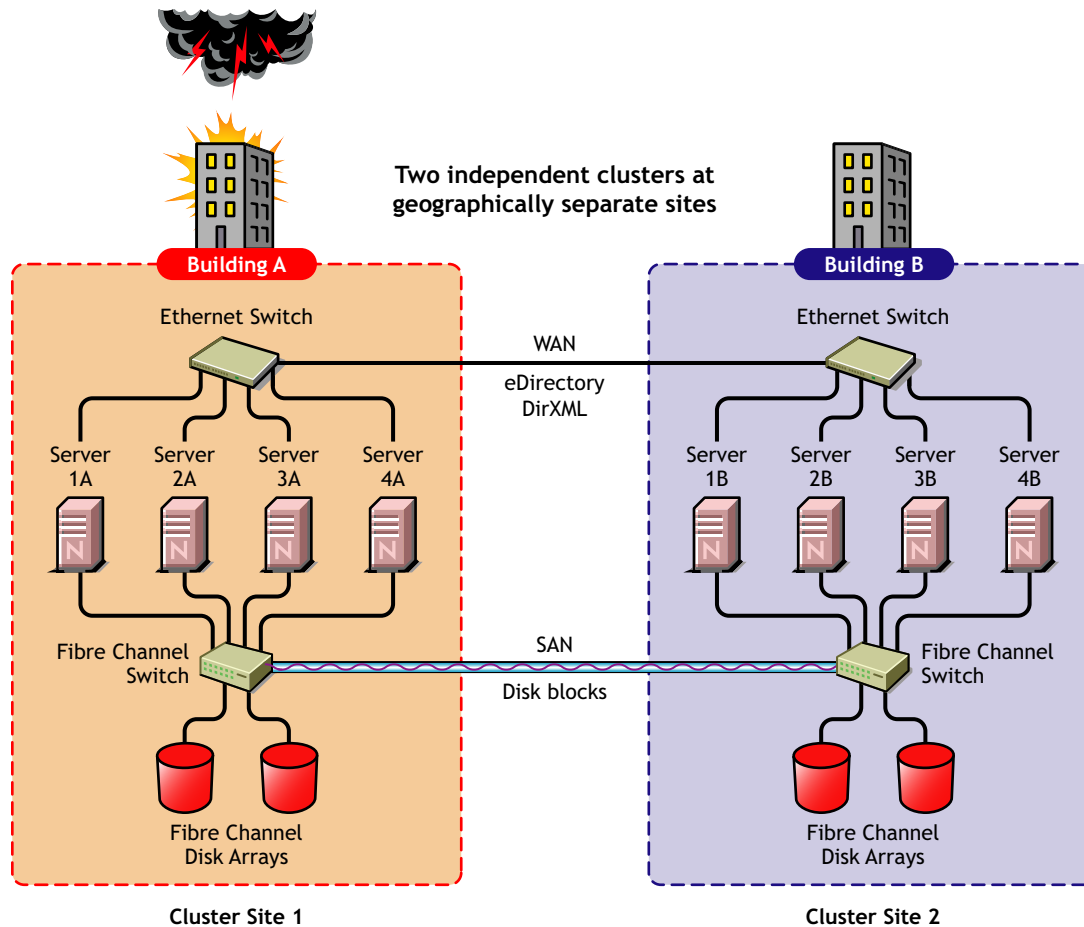 Two independent clusters at
geographically separate sites
Building A
Building B
Ethernet Switch
Ethernet Switch
WAN
eDirectory
DirXML
Server
1A
Server
2A
Server
3A
Server
4A
Server
1B
Server
2B
Server
3B
Server
4B
N
N
N
N
N
N
N
N
Fibre Channel
Switch
SAN
Disk blocks
Fibre Channel
Switch
Fibre Channel
Disk Arrays
Fibre Channel
Disk Arrays
Cluster Site 1
Cluster Site 2